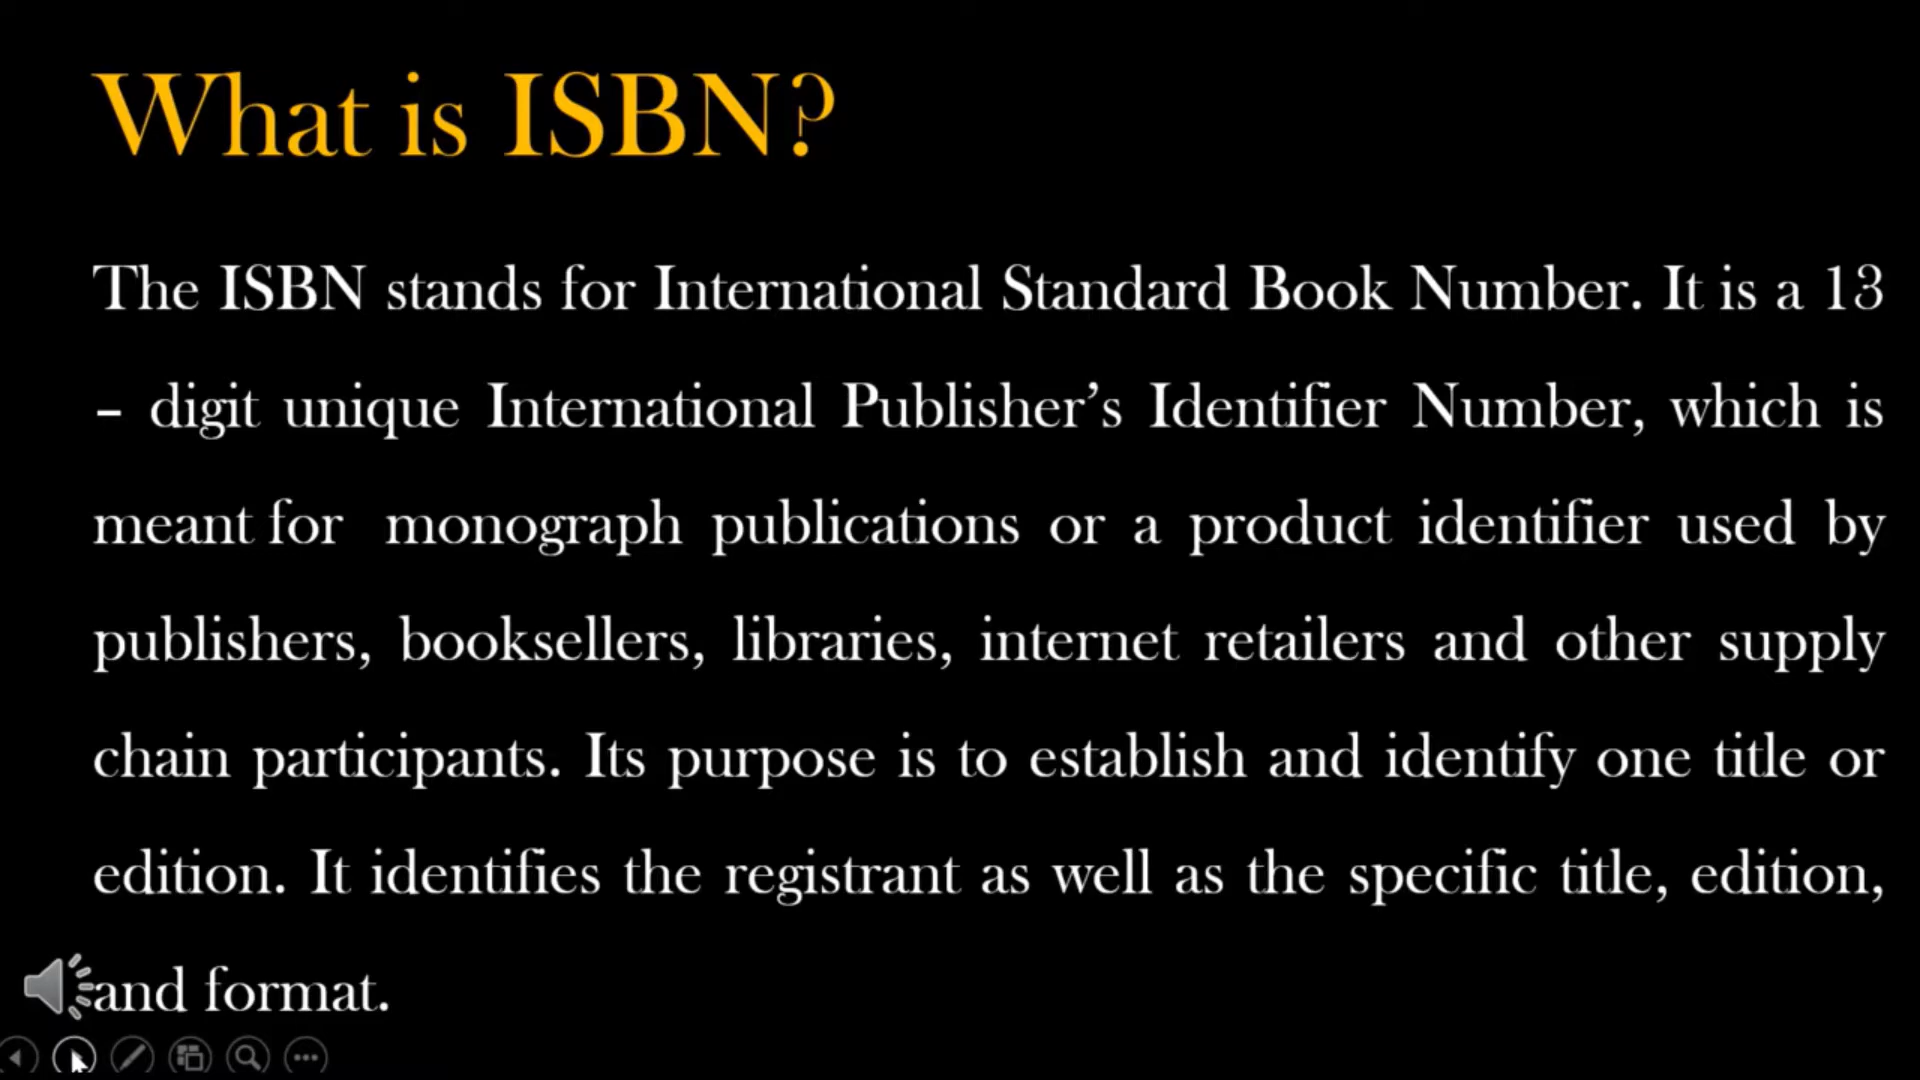 What is ISBN?
The ISBN stands for International Standard Book Number. It is a 13
– digit unique International Publisher’s Identifier Number, which is
meant for monograph publications or a product identifier used by
publishers, booksellers, libraries, internet retailers and other supply
chain participants. Its purpose is to establish and identify one title or
edition. It identifies the registrant as well as the specific title, edition,
and format.